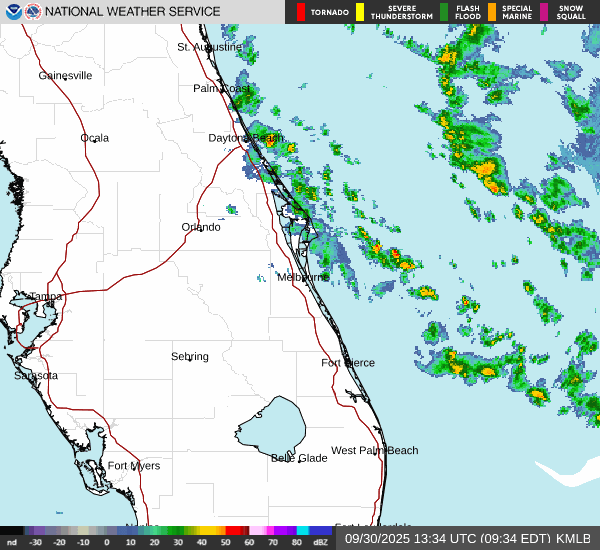 NATIONAL WEATHER SERVICE
TORNADO
SEVERE THUNDERSTORM
FLASH FLOOD
SPECIAL MARINE
SNOW SQUALL
St. Augustine
Gainesville
Palm Coast
Ocala
Daytona Beach
Orlando
Melbourne
Tampa
Sebring
Fort Pierce
Sarasota
West Palm Beach
Belle Glade
Fort Myers
nd -30 -20 -10 0 10 20 30 40 50 60 70 80 dBZ
09/30/2025 13:34 UTC (09:34 EDT) KMLB